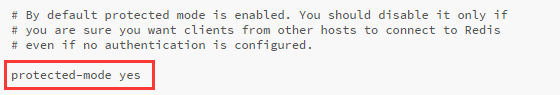 # By default protected mode is enabled. You should disable it only if
# you are sure you want clients from other hosts to connect to Redis
# even if no authentication is configured.
protected-mode yes